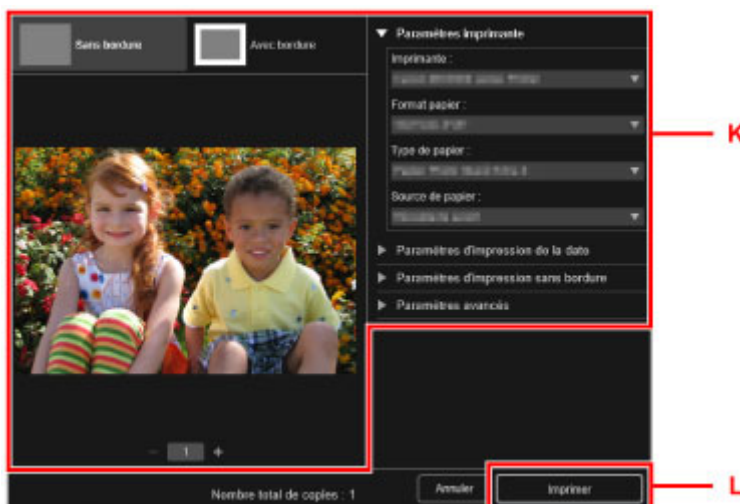 Sans bordure
Avec bordure
▼ Paramètres imprimante
Imprimante :
Format papier :
Type de papier :
Source de papier :
▶ Paramètres d'impression de la date
▶ Paramètres d'impression sans bordure
▶ Paramètres avancés
K
− 1 +
Nombre total de copies : 1
Annuler
Imprimer
L